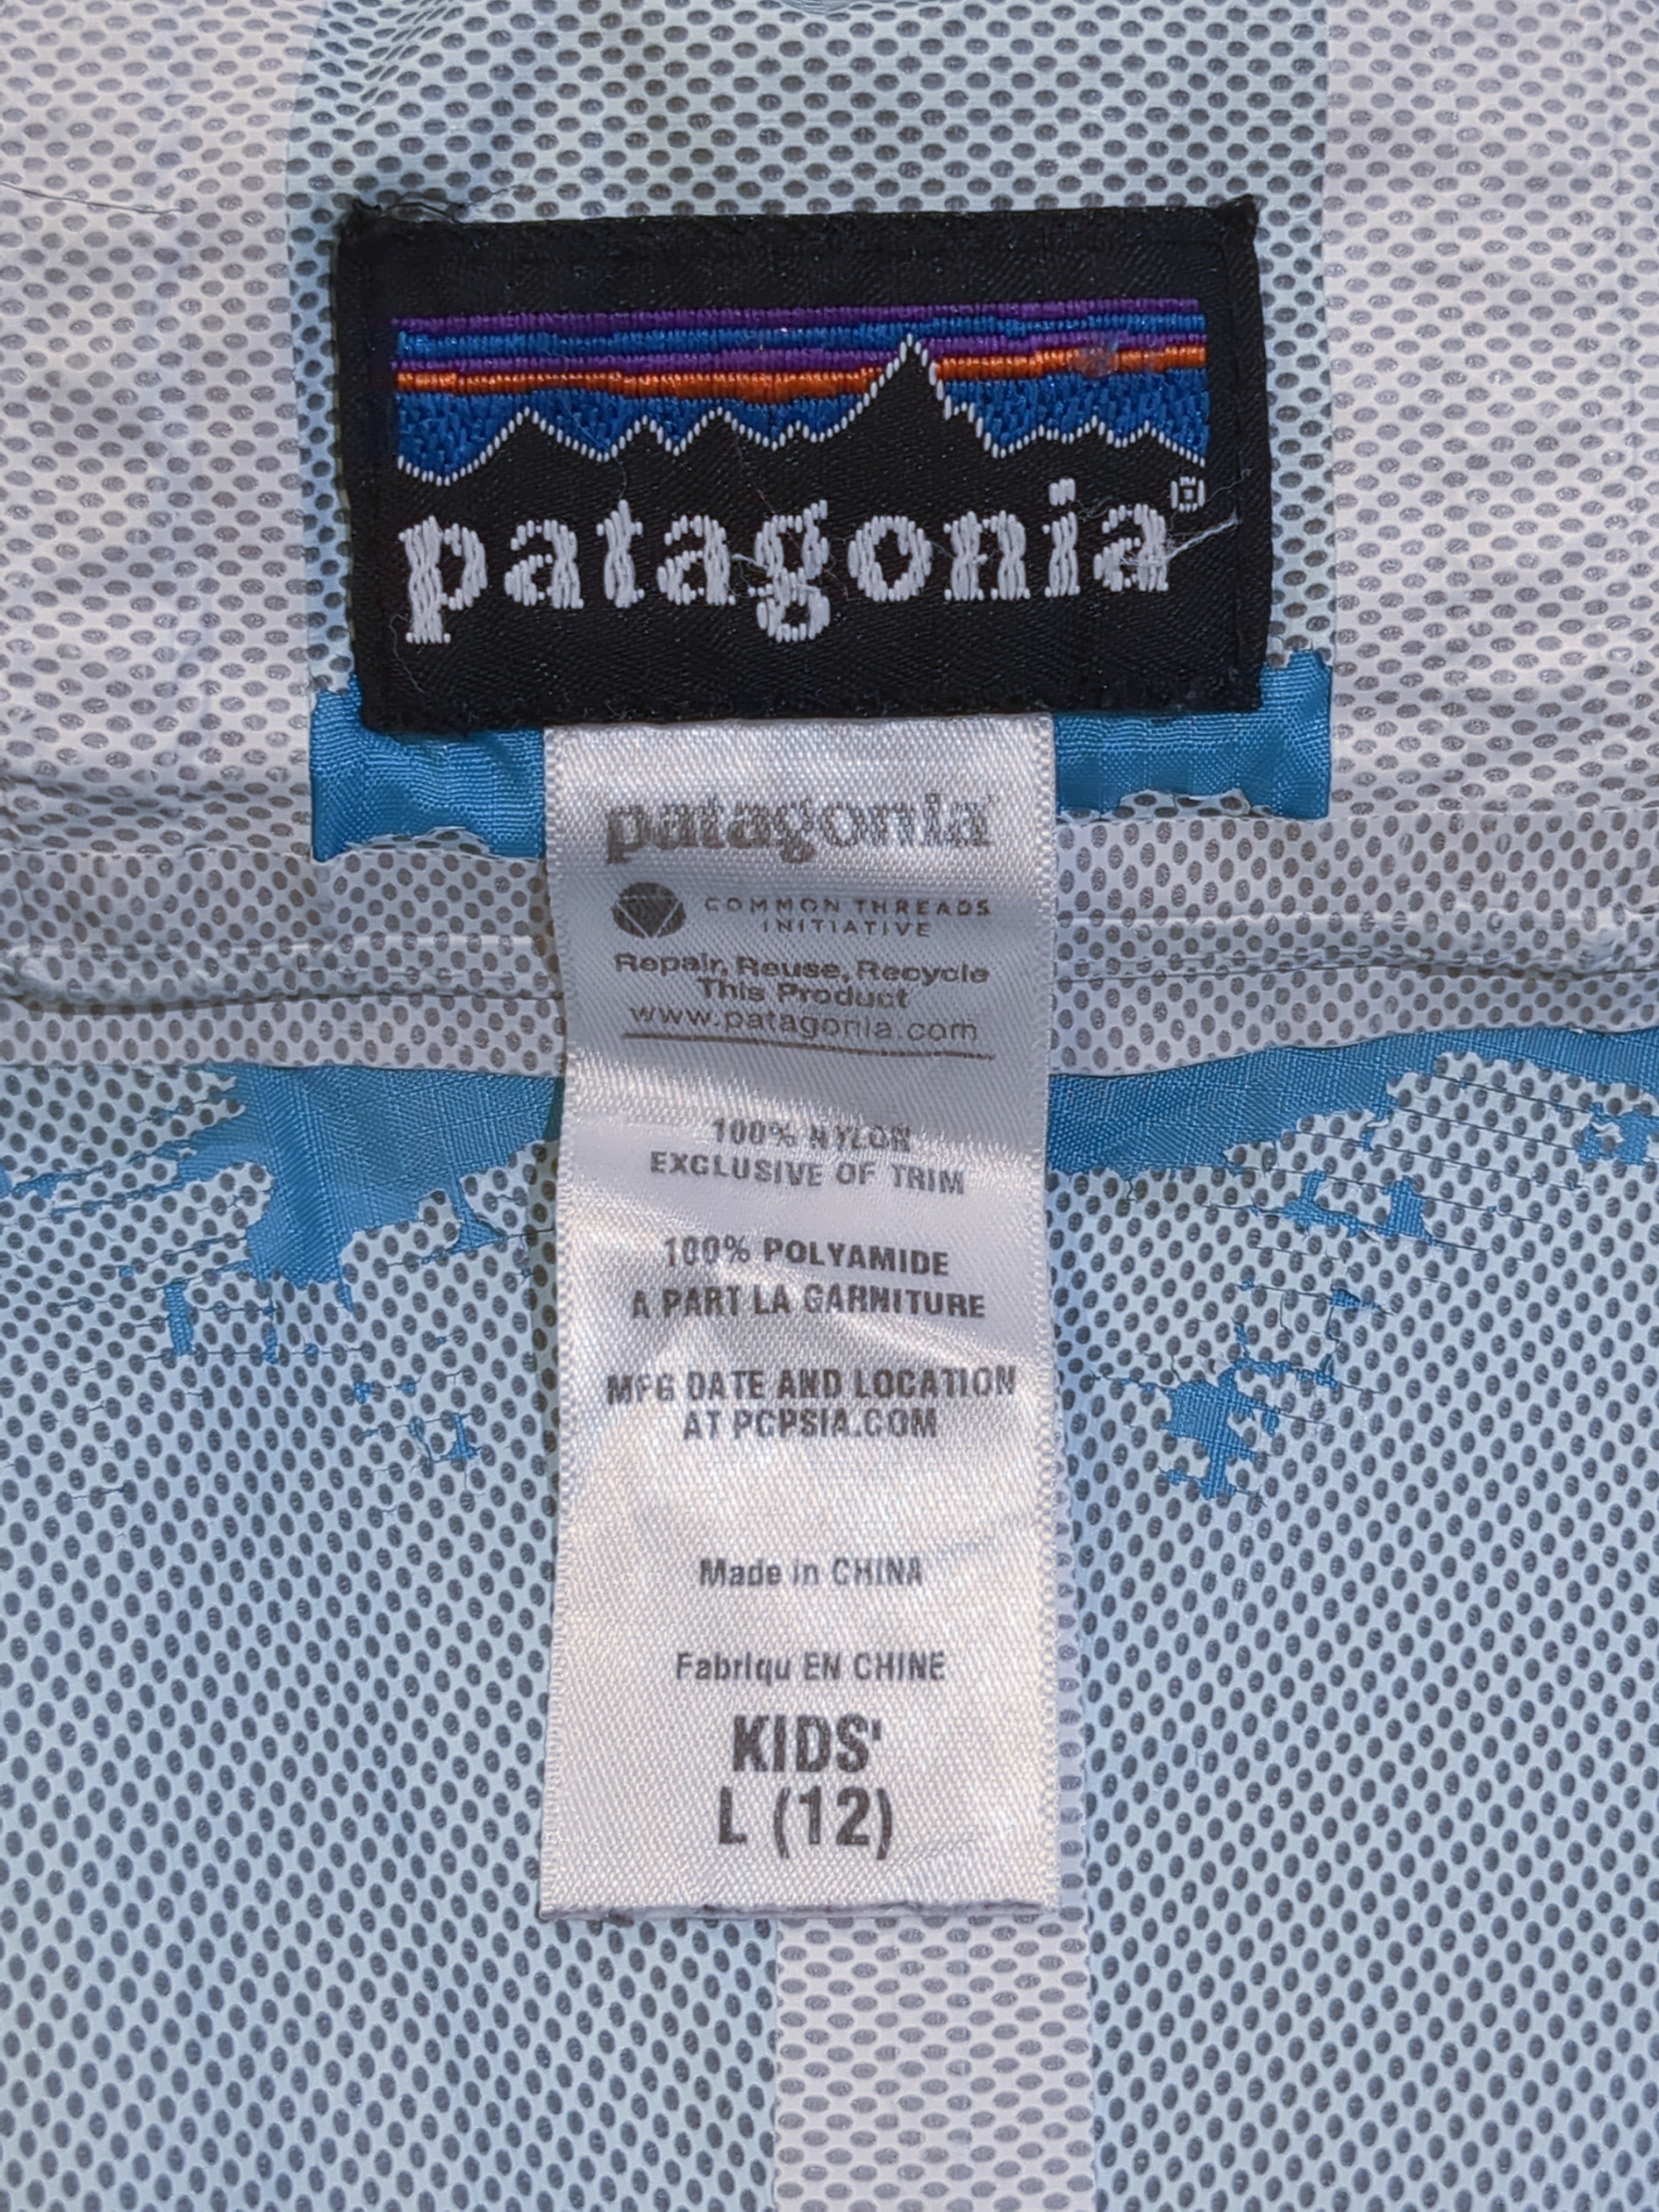 patagonia®
patagonia®
COMMON THREADS
INITIATIVE
Repair, Reuse, Recycle
This Product
www.patagonia.com
100% NYLON
EXCLUSIVE OF TRIM
100% POLYAMIDE
A PART LA GARNITURE
MFG DATE AND LOCATION
AT PCPSIA.COM
Made in CHINA
Fabriqu EN CHINE
KIDS'
L (12)